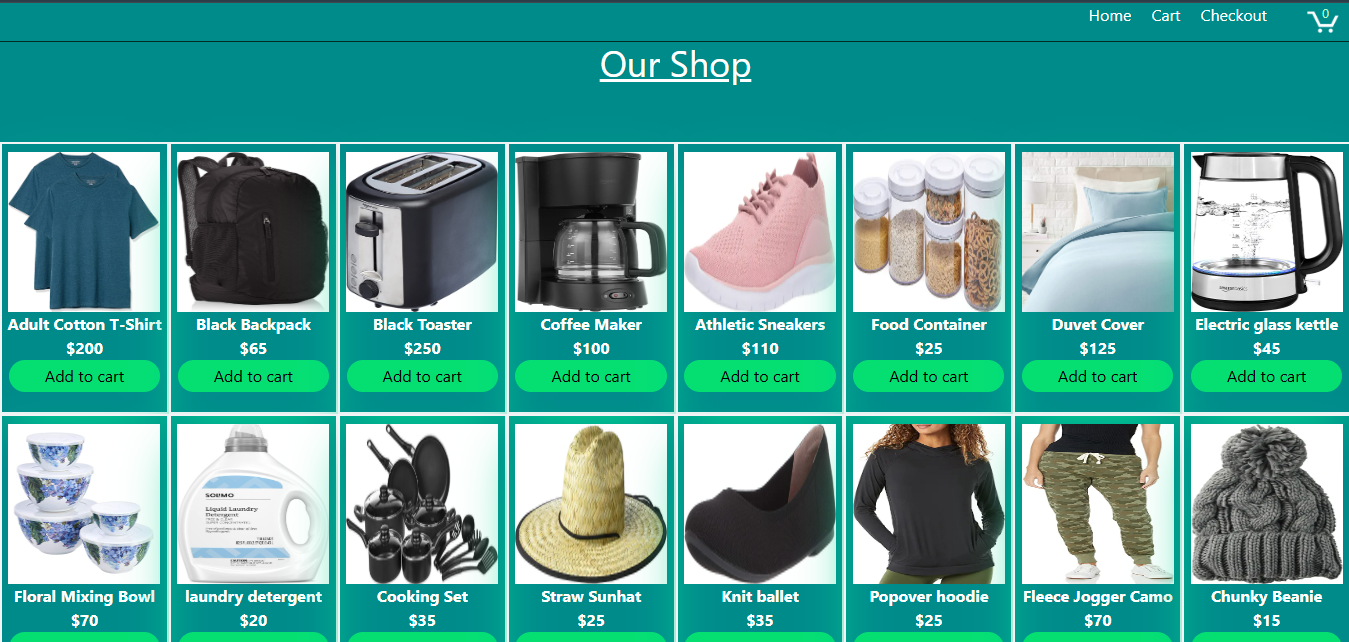 Home Cart Checkout 0
Our Shop
Adult Cotton T-Shirt
$200
Add to cart
Black Backpack
$65
Add to cart
Black Toaster
$250
Add to cart
Coffee Maker
$100
Add to cart
Athletic Sneakers
$110
Add to cart
Food Container
$25
Add to cart
Duvet Cover
$125
Add to cart
Electric glass kettle
$45
Add to cart
Floral Mixing Bowl
$70
SOLIMO
Liquid Laundry
Detergent
laundry detergent
$20
Cooking Set
$35
Straw Sunhat
$25
Knit ballet
$35
Popover hoodie
$25
Fleece Jogger Camo
$70
Chunky Beanie
$15